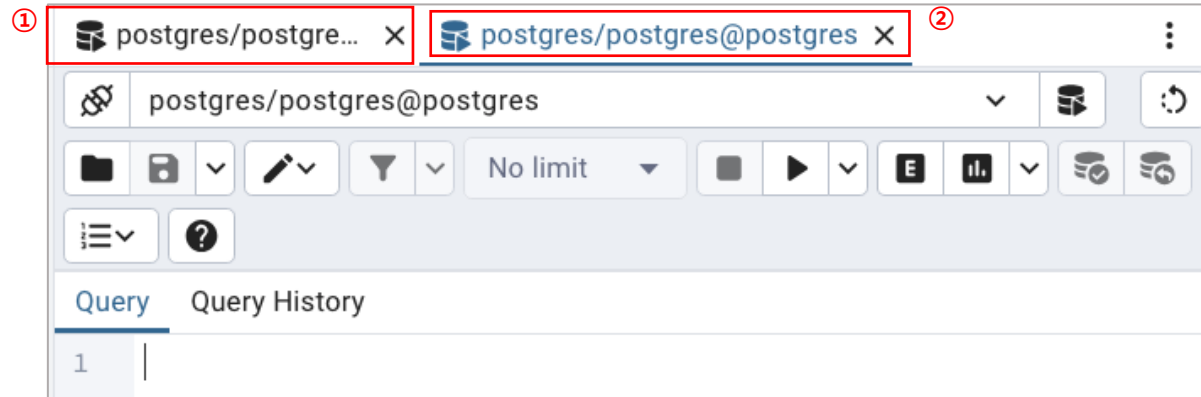 ① postgres/postgre... × postgres/postgres@postgres × ②
postgres/postgres@postgres
No limit E
Query Query History
1